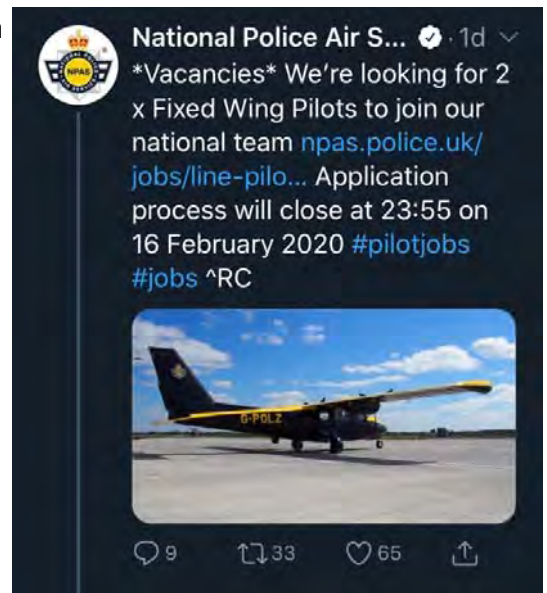 National Police Air S... · 1d
*Vacancies* We're looking for 2
x Fixed Wing Pilots to join our
national team npas.police.uk/
jobs/line-pilo... Application
process will close at 23:55 on
16 February 2020 #pilotjobs
#jobs ^RC
NPAS
G-POLZ
9 33 65